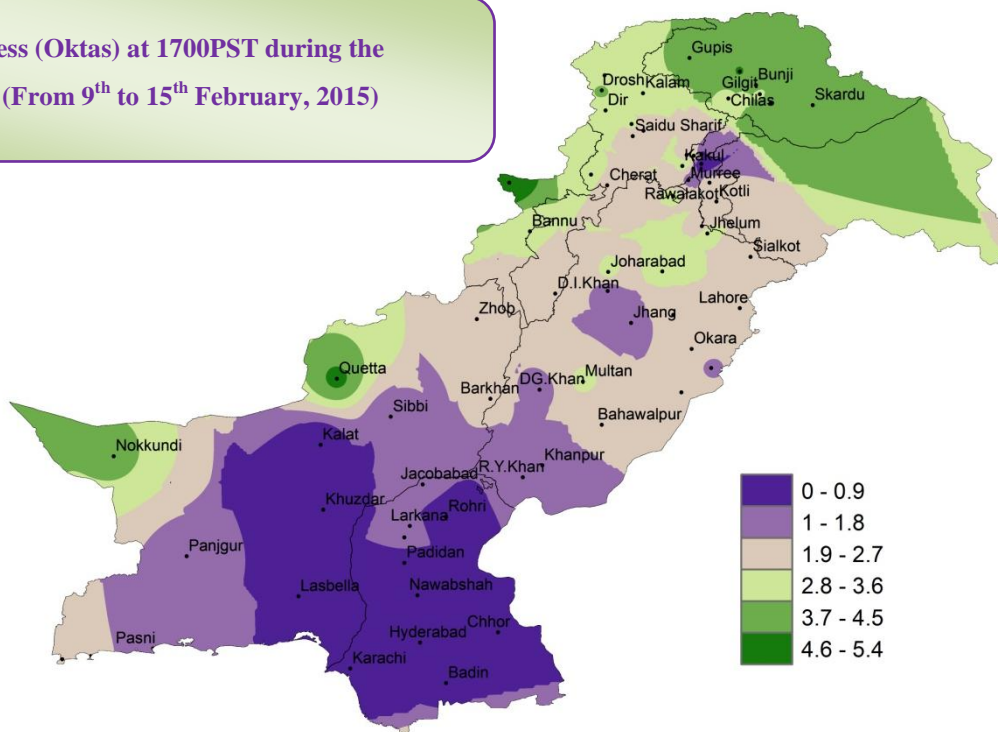 ess (Oktas) at 1700PST during the
(From 9th to 15th February, 2015)
Gupis
Drosh
Kalam
Gilgit
Bunji
Dir
Chilas
Skardu
Saidu Sharif
Kakul
Cherat
Murree
Rawalakot
Kotli
Bannu
Jhelum
Sialkot
Joharabad
D.I.Khan
Zhob
Lahore
Jhang
Okara
Quetta
DG.Khan
Multan
Barkhan
Sibbi
Bahawalpur
Nokkundi
Kalat
Khanpur
Jacobabad
R.Y.Khan
Khuzdar
Rohri
Larkana
Panjgur
Padidan
Lasbella
Nawabshah
Chhor
Pasni
Hyderabad
Karachi
Badin
0 - 0.9
1 - 1.8
1.9 - 2.7
2.8 - 3.6
3.7 - 4.5
4.6 - 5.4